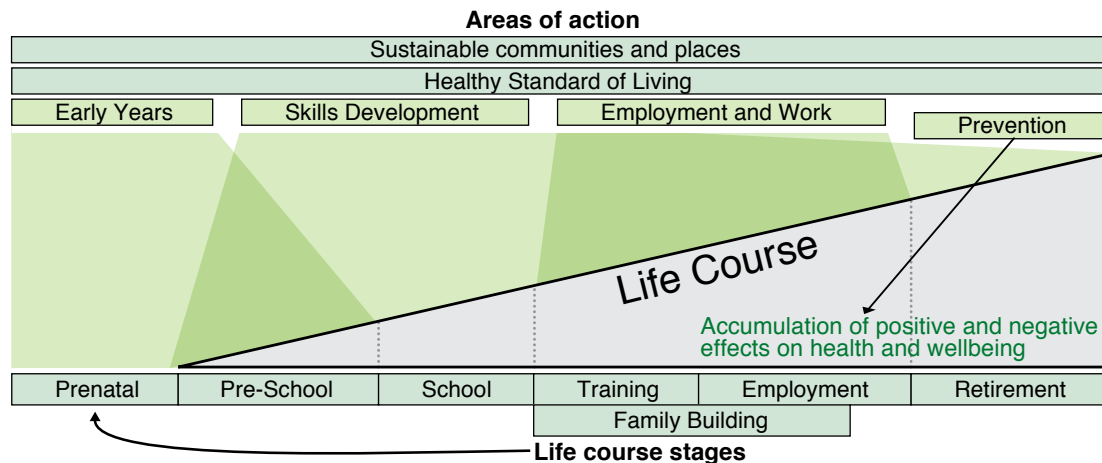 Areas of action
Sustainable communities and places
Healthy Standard of Living
Early Years
Skills Development
Employment and Work
Prevention
Life Course
Accumulation of positive and negative
effects on health and wellbeing
Prenatal
Pre-School
School
Training
Employment
Retirement
Family Building
Life course stages